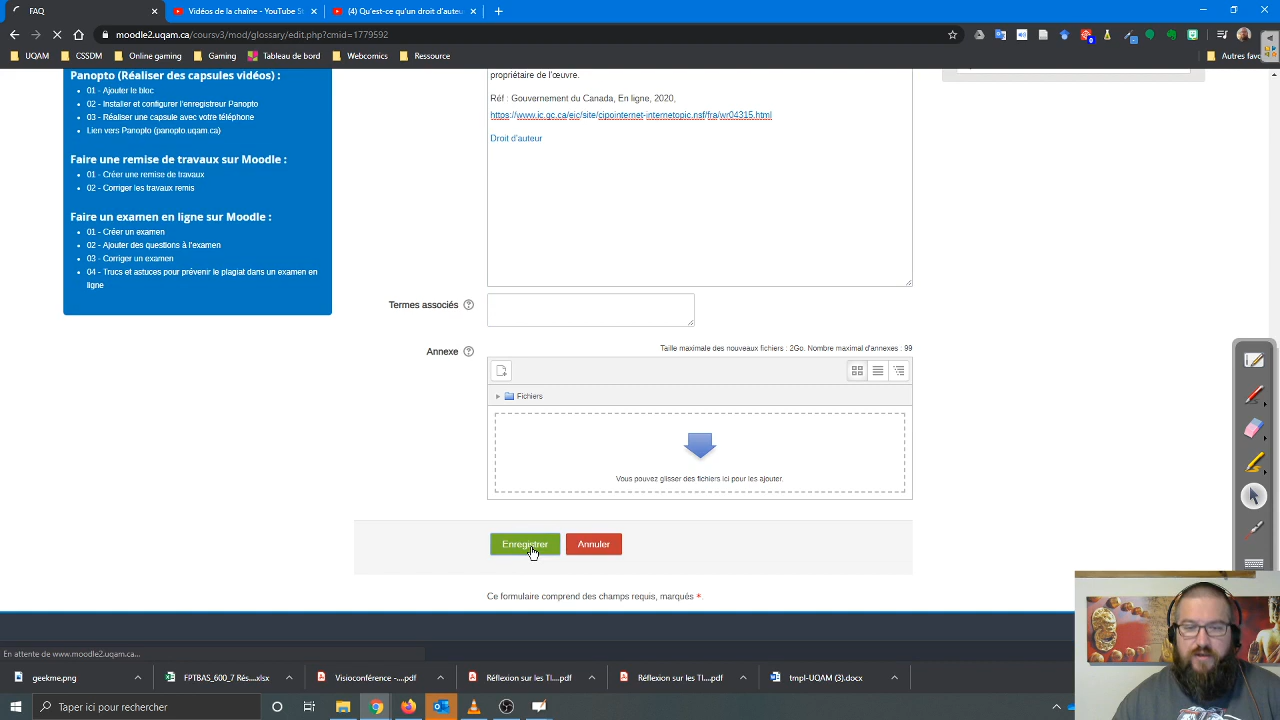 FAQ
Vidéos de la chaîne - YouTube St
(4) Qu'est-ce qu'un droit d'auteu
moodle2.uqam.ca/coursv3/mod/glossary/edit.php?cmid=1779592
UQAM CSSDM Online gaming Gaming Tableau de bord Webcomics Ressource Autres favo
Panopto (Réaliser des capsules vidéos) :
01 - Ajouter le bloc
02 - Installer et configurer l'enregistreur Panopto
03 - Réaliser une capsule avec votre téléphone
Lien vers Panopto (panopto.uqam.ca)
Faire une remise de travaux sur Moodle :
01 - Créer une remise de travaux
02 - Corriger les travaux remis
Faire un examen en ligne sur Moodle :
01 - Créer un examen
02 - Ajouter des questions à l'examen
03 - Corriger un examen
04 - Trucs et astuces pour prévenir le plagiat dans un examen en
ligne
propriétaire de l'œuvre.
Réf : Gouvernement du Canada, En ligne, 2020,
https://www.ic.gc.ca/eic/site/cipointernet-internetopic.nsf/fra/wr04315.html
Droit d'auteur
Termes associés
Annexe
Taille maximale des nouveaux fichiers : 2Go. Nombre maximal d'annexes : 99
Fichiers
Vous pouvez glisser des fichiers ici pour les ajouter.
Enregistrer Annuler
Ce formulaire comprend des champs requis, marqués *
En attente de www.moodle2.uqam.ca...
geekme.png
FPTBAS_600_7 Rés....xlsx
Visioconférence -....pdf
Réflexion sur les TI....pdf
Réflexion sur les TI....pdf
tmpl-UQAM (3).docx
Taper ici pour rechercher